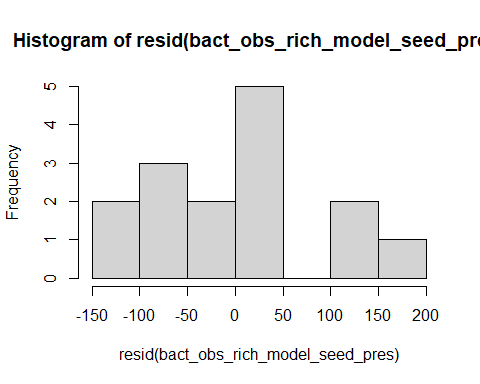 Histogram of resid(bact_obs_rich_model_seed_pre
5
4
3
2
1
0
Frequency
-150 -100 -50 0 50 100 150 200
resid(bact_obs_rich_model_seed_pres)